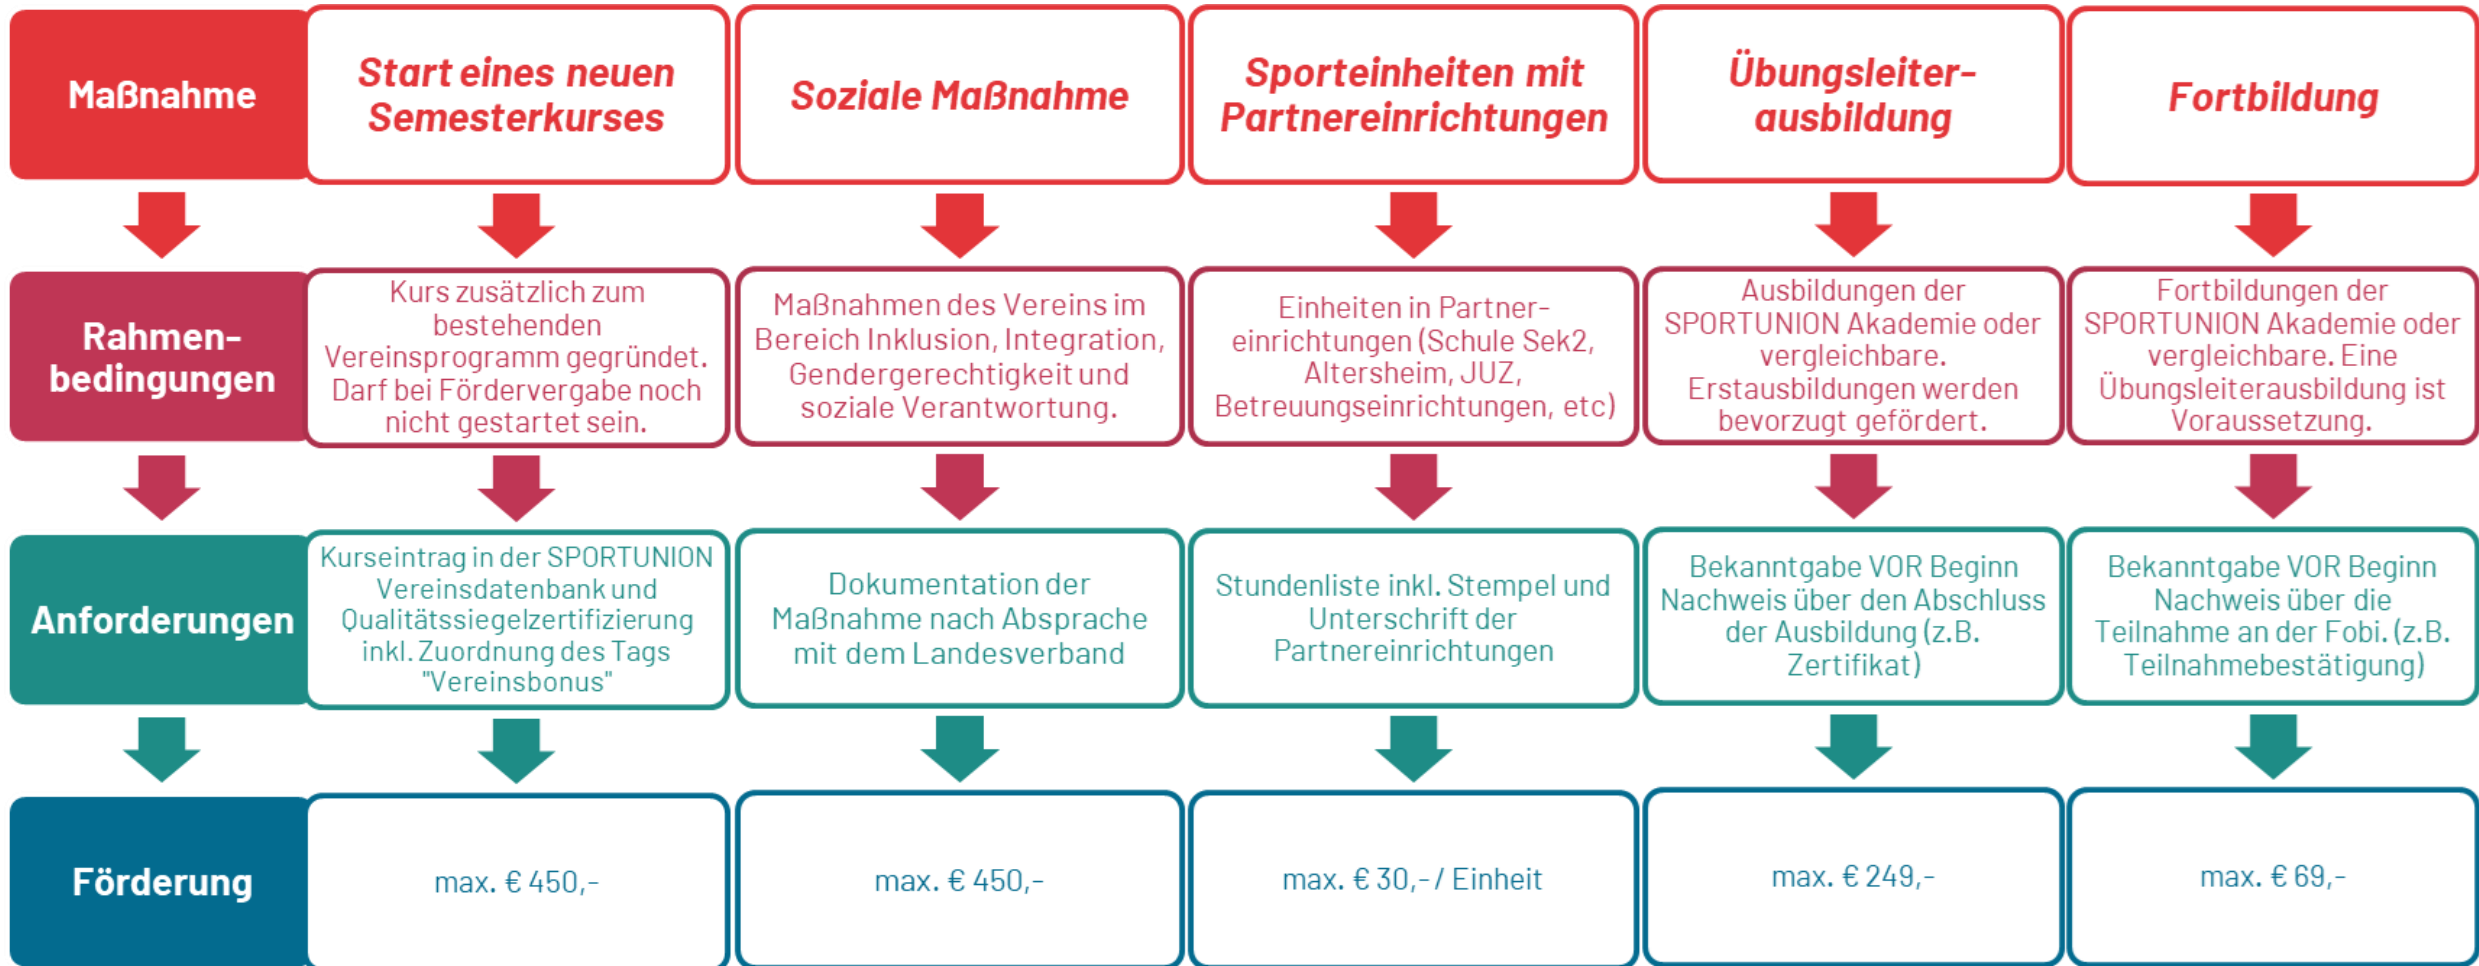 Maßnahme
Start eines neuen
Semesterkurses
Soziale Maßnahme
Sporteinheiten mit
Partnereinrichtungen
Übungsleiter-
ausbildung
Fortbildung
Rahmen-
bedingungen
Kurs zusätzlich zum
bestehenden
Vereinsprogramm gegründet.
Darf bei Fördervergabe noch
nicht gestartet sein.
Maßnahmen des Vereins im
Bereich Inklusion, Integration,
Gendergerechtigkeit und
soziale Verantwortung.
Einheiten in Partner-
einrichtungen (Schule Sek2,
Altersheim, JUZ,
Betreuungseinrichtungen, etc)
Ausbildungen der
SPORTUNION Akademie oder
vergleichbare.
Erstausbildungen werden
bevorzugt gefördert.
Fortbildungen der
SPORTUNION Akademie oder
vergleichbare. Eine
Übungsleiterausbildung ist
Voraussetzung.
Anforderungen
Kurseintrag in der SPORTUNION
Vereinsdatenbank und
Qualitätssiegelzertifizierung
inkl. Zuordnung des Tags
"Vereinsbonus"
Dokumentation der
Maßnahme nach Absprache
mit dem Landesverband
Stundenliste inkl. Stempel und
Unterschrift der
Partnereinrichtungen
Bekanntgabe VOR Beginn
Nachweis über den Abschluss
der Ausbildung (z.B.
Zertifikat)
Bekanntgabe VOR Beginn
Nachweis über die
Teilnahme an der Fobi. (z.B.
Teilnahmebestätigung)
Förderung
max. € 450,-
max. € 450,-
max. € 30,- / Einheit
max. € 249,-
max. € 69,-